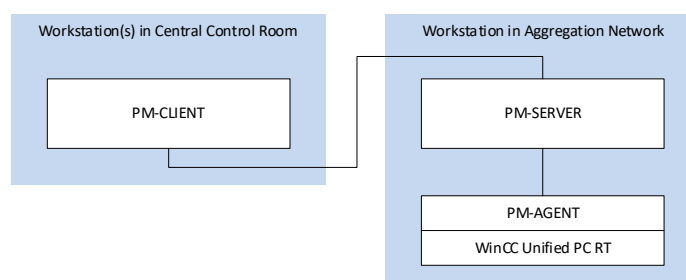 Workstation(s) in Central Control Room
PM-CLIENT
Workstation in Aggregation Network
PM-SERVER
PM-AGENT
WinCC Unified PC RT